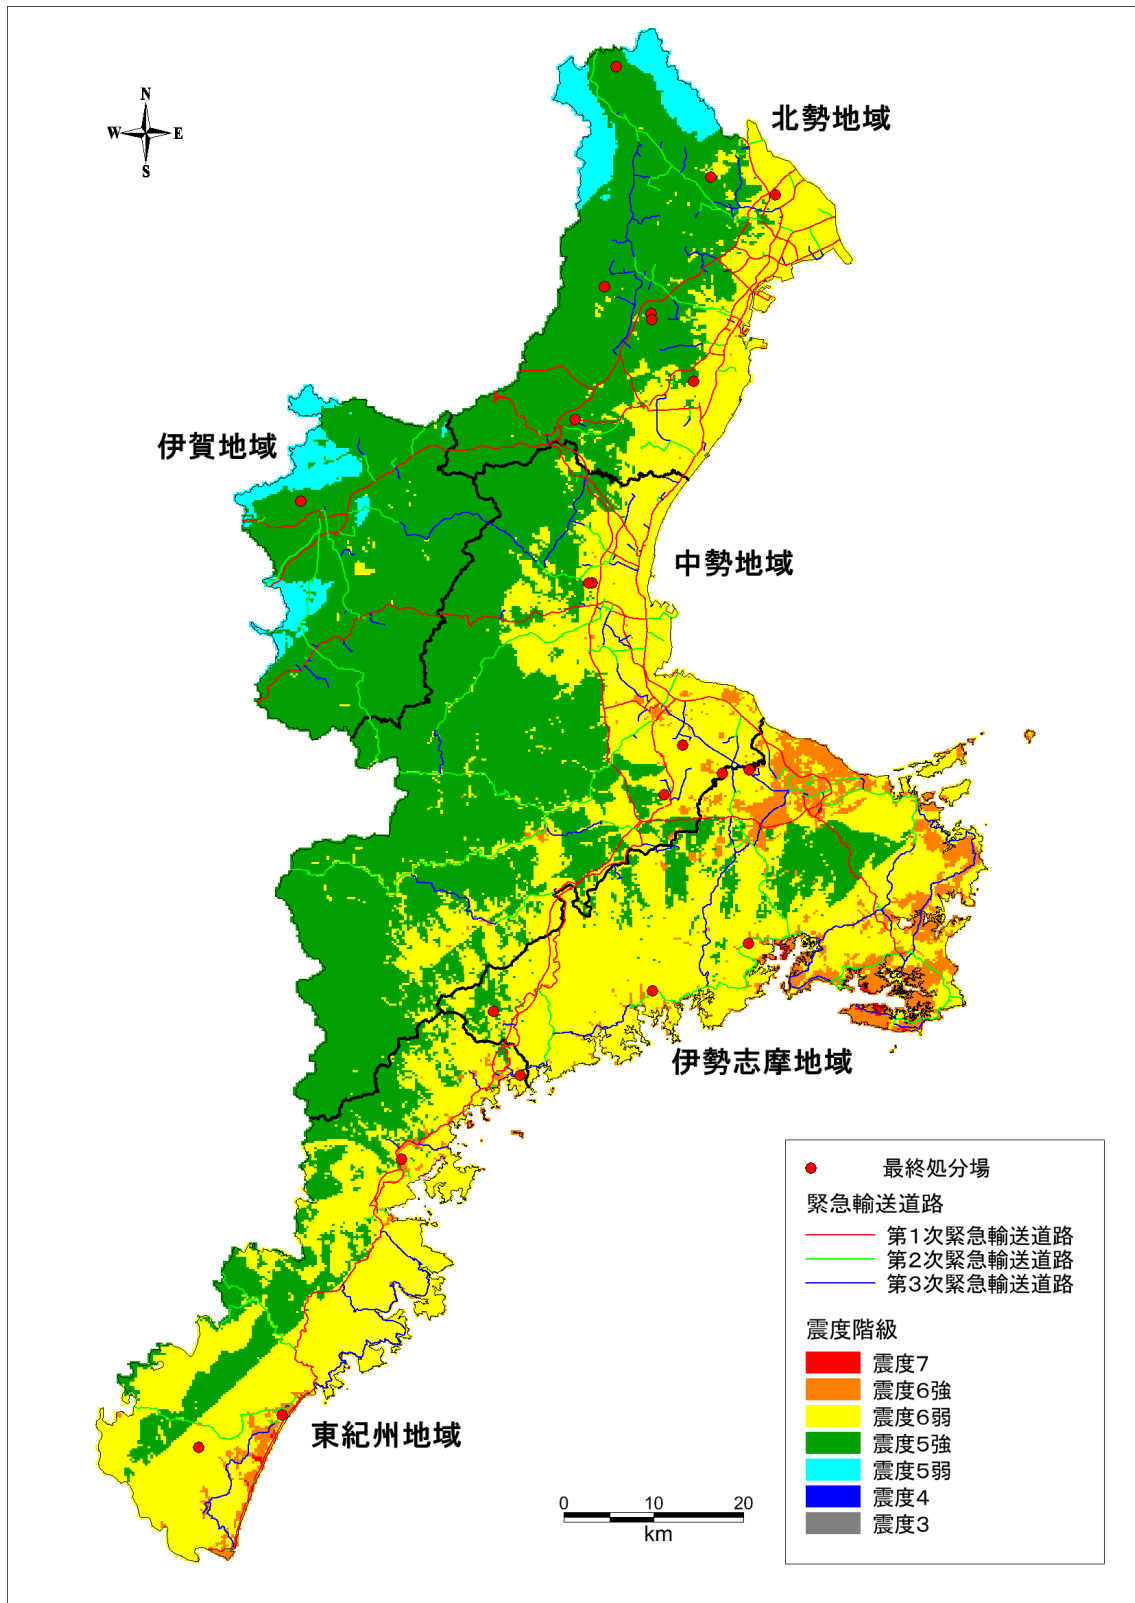 N
W E
S
北勢地域
伊賀地域
中勢地域
伊勢志摩地域
東紀州地域
最終処分場
緊急輸送道路
第1次緊急輸送道路
第2次緊急輸送道路
第3次緊急輸送道路
震度階級
震度7
震度6強
震度6弱
震度5強
震度5弱
震度4
震度3
0 10 20
km